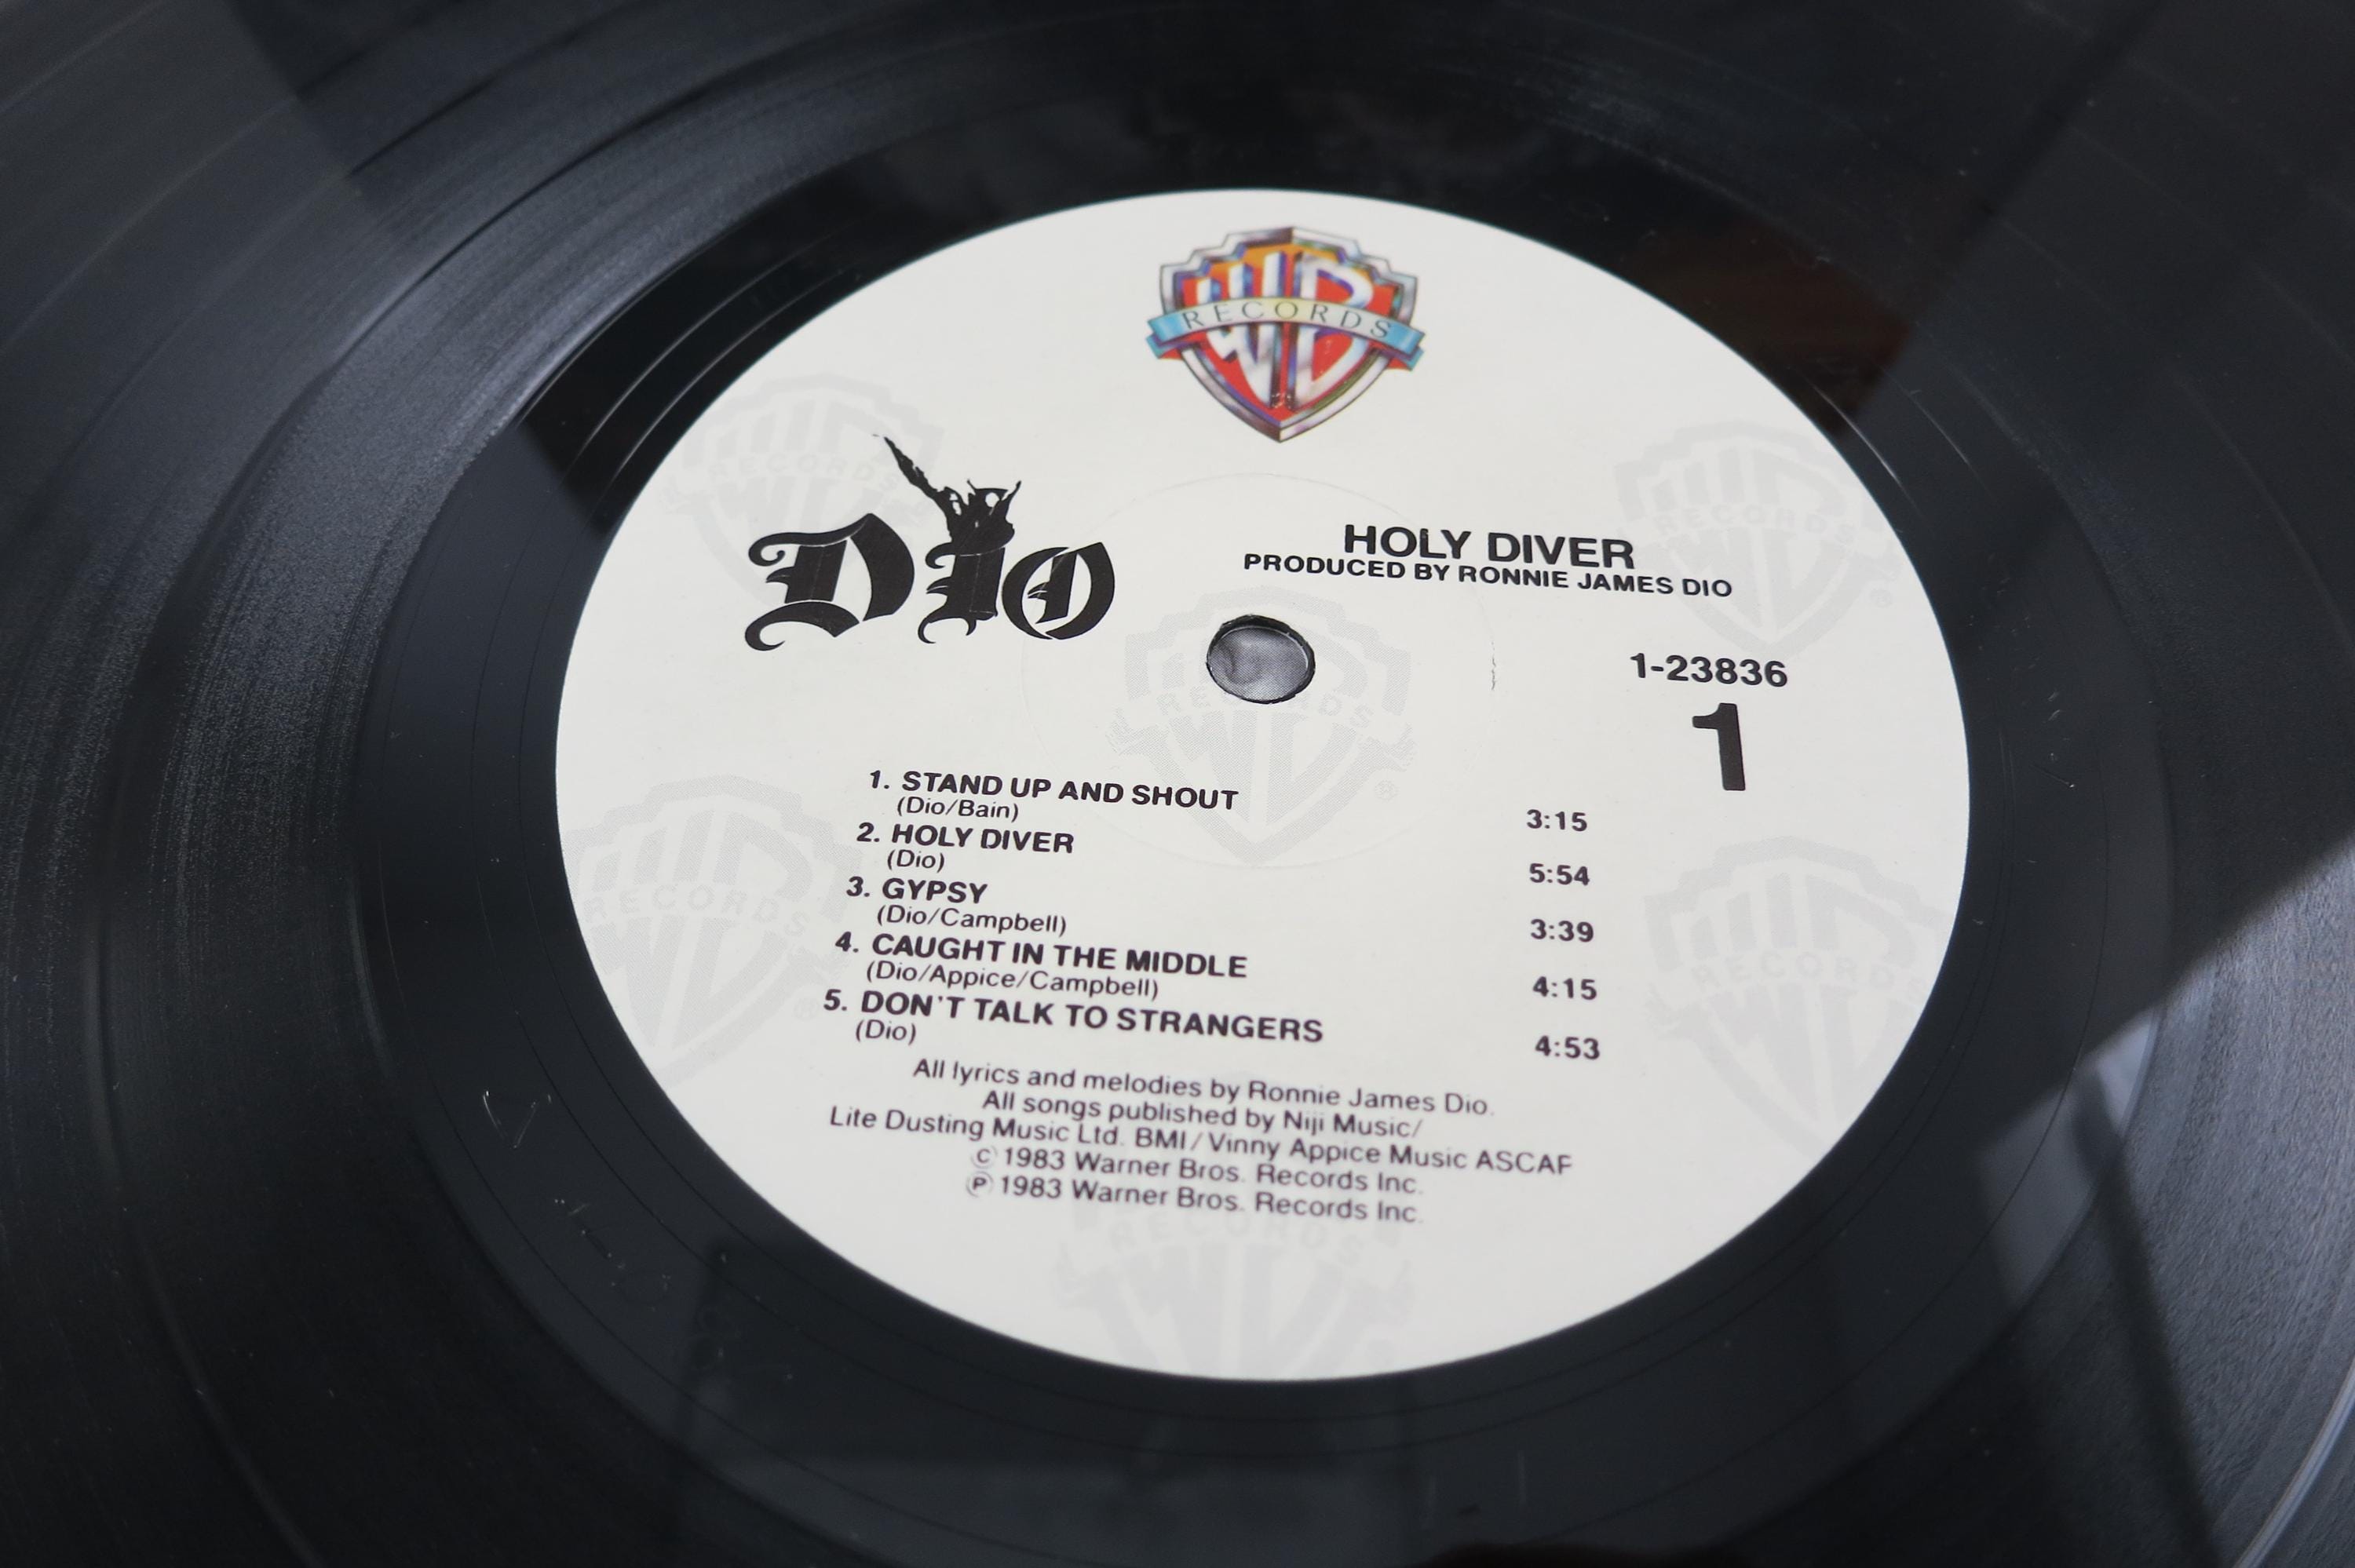 WB
RECORDS
DIO
HOLY DIVER
PRODUCED BY RONNIE JAMES DIO
1-23836
1
1. STAND UP AND SHOUT 3:15
(Dio/Bain)
2. HOLY DIVER 5:54
(Dio)
3. GYPSY 3:39
(Dio/Campbell)
4. CAUGHT IN THE MIDDLE 4:15
(Dio/Appice/Campbell)
5. DON'T TALK TO STRANGERS 4:53
(Dio)
All lyrics and melodies by Ronnie James Dio.
All songs published by Niji Music/
Lite Dusting Music Ltd. BMI/Vinny Appice Music ASCAP
© 1983 Warner Bros. Records Inc.
℗ 1983 Warner Bros. Records Inc.